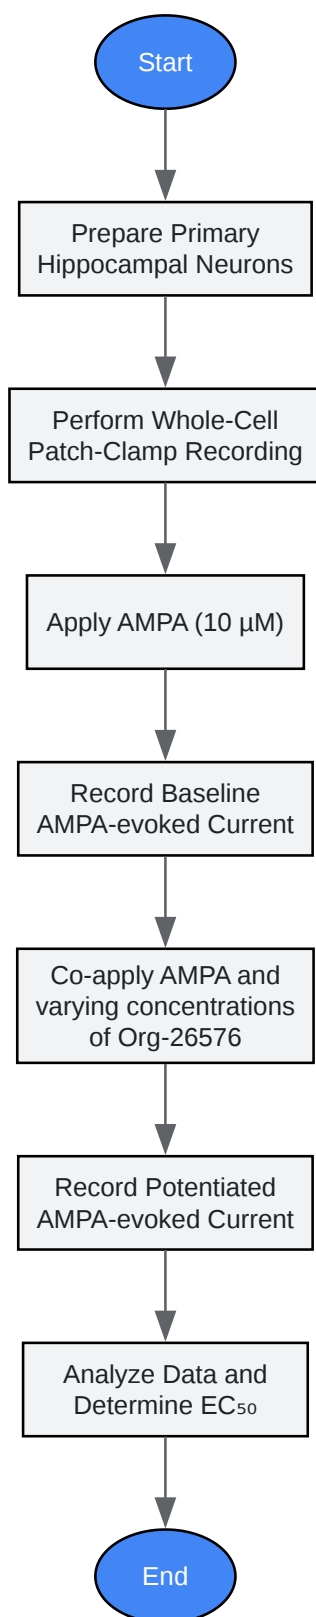 Start
Prepare Primary
Hippocampal Neurons
Perform Whole-Cell
Patch-Clamp Recording
Apply AMPA (10 µM)
Record Baseline
AMPA-evoked Current
Co-apply AMPA and
varying concentrations
of Org-26576
Record Potentiated
AMPA-evoked Current
Analyze Data and
Determine EC₅₀
End